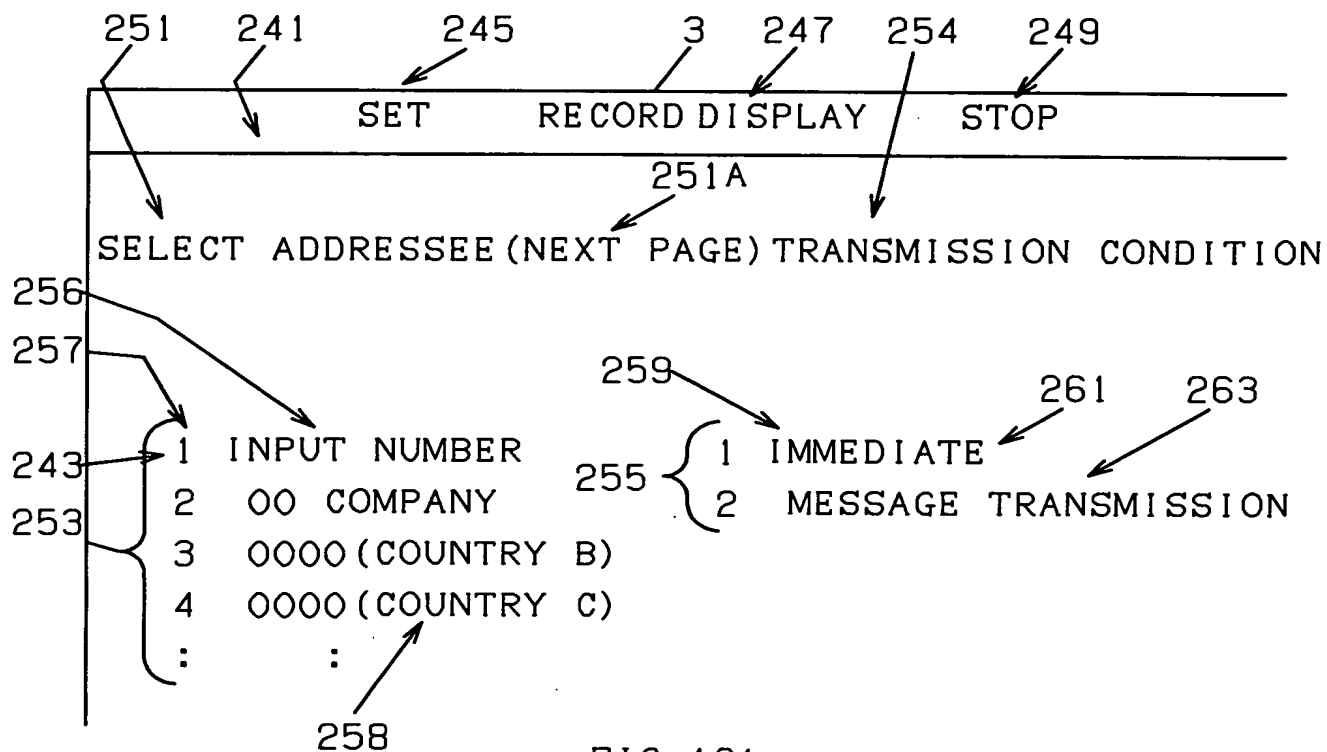 251 241 245 3 247 254 249
SET RECORD DISPLAY STOP
251A
SELECT ADDRESSEE (NEXT PAGE) TRANSMISSION CONDITION
256
257
259 261 263
1 INPUT NUMBER 1 IMMEDIATE
243 255
2 OO COMPANY 2 MESSAGE TRANSMISSION
253
3 OOOO (COUNTRY B)
4 OOOO (COUNTRY C)
: :
258